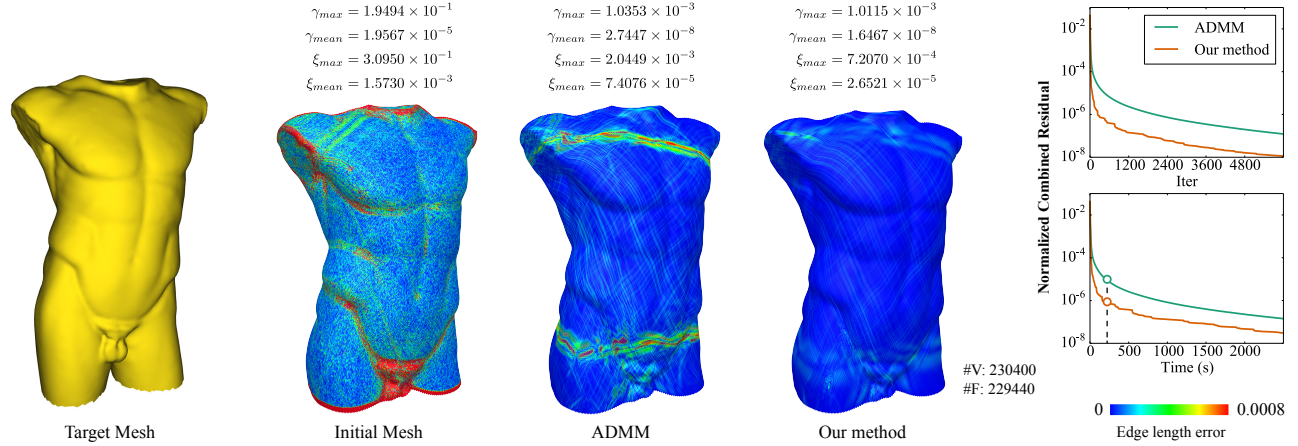 γmax = 1.9494 × 10⁻¹
γmean = 1.9567 × 10⁻⁵
ξmax = 3.0950 × 10⁻¹
ξmean = 1.5730 × 10⁻³
γmax = 1.0353 × 10⁻³
γmean = 2.7447 × 10⁻⁸
ξmax = 2.0449 × 10⁻³
ξmean = 7.4076 × 10⁻⁵
γmax = 1.0115 × 10⁻³
γmean = 1.6467 × 10⁻⁸
ξmax = 7.2070 × 10⁻⁴
ξmean = 2.6521 × 10⁻⁵
Target Mesh
Initial Mesh
ADMM
Our method
#V: 230400
#F: 229440
Normalized Combined Residual
10⁻²
10⁻⁴
10⁻⁶
10⁻⁸
ADMM
Our method
0 1200 2400 3600 4800
Iter
10⁻²
10⁻⁴
10⁻⁶
10⁻⁸
0 500 1000 1500 2000
Time (s)
0 0.0008
Edge length error